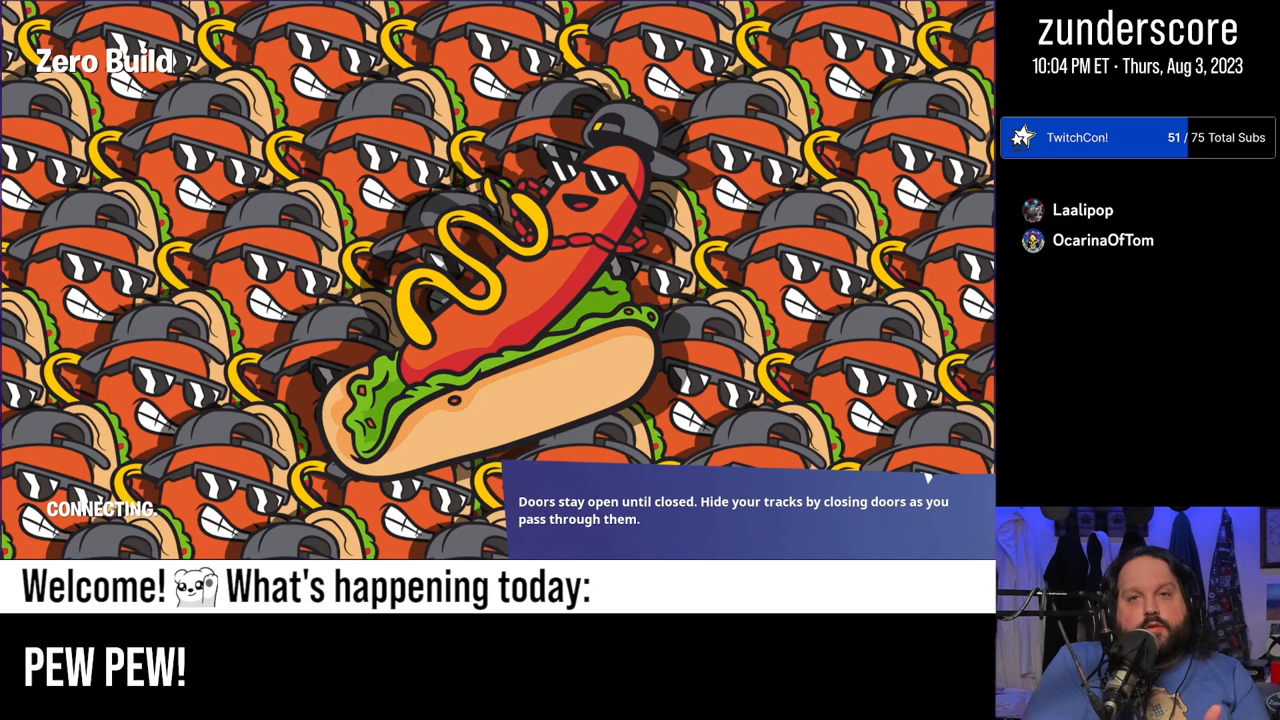 Zero Build
CONNECTING.
Doors stay open until closed. Hide your tracks by closing doors as you
pass through them.
Welcome! What's happening today:
PEW PEW!
zunderscore
10:04 PM ET · Thurs, Aug 3, 2023
TwitchCon! 51 / 75 Total Subs
Laalipop
OcarinaOfTom